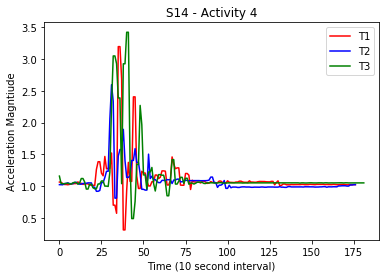 S14 - Activity 4
Acceleration Magntiude
3.5
3.0
2.5
2.0
1.5
1.0
0.5
T1
T2
T3
0 25 50 75 100 125 150 175
Time (10 second interval)